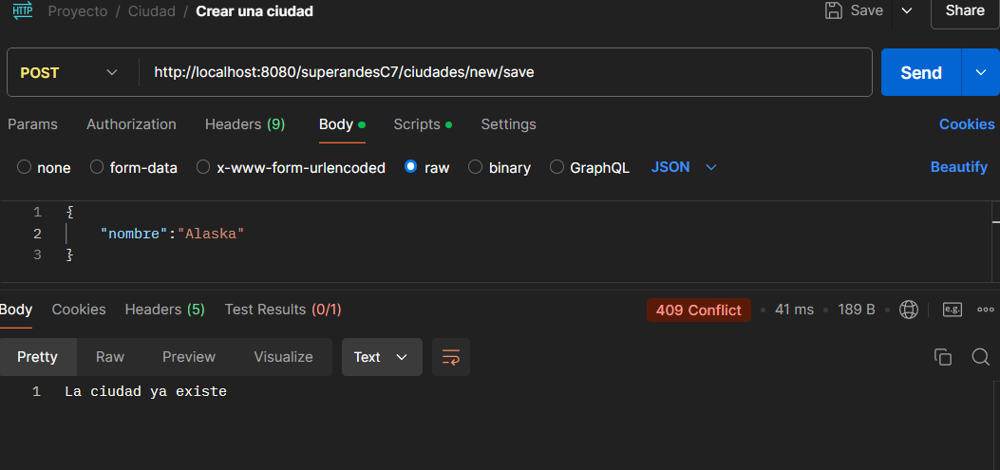 HTTP Proyecto / Ciudad / Crear una ciudad Save Share
POST http://localhost:8080/superandesC7/ciudades/new/save Send
Params Authorization Headers (9) Body Scripts Settings Cookies
none form-data x-www-form-urlencoded raw binary GraphQL JSON Beautify
1 {
2 "nombre":"Alaska"
3 }
Body Cookies Headers (5) Test Results (0/1) 409 Conflict 41 ms 189 B e.g.
Pretty Raw Preview Visualize Text
1 La ciudad ya existe